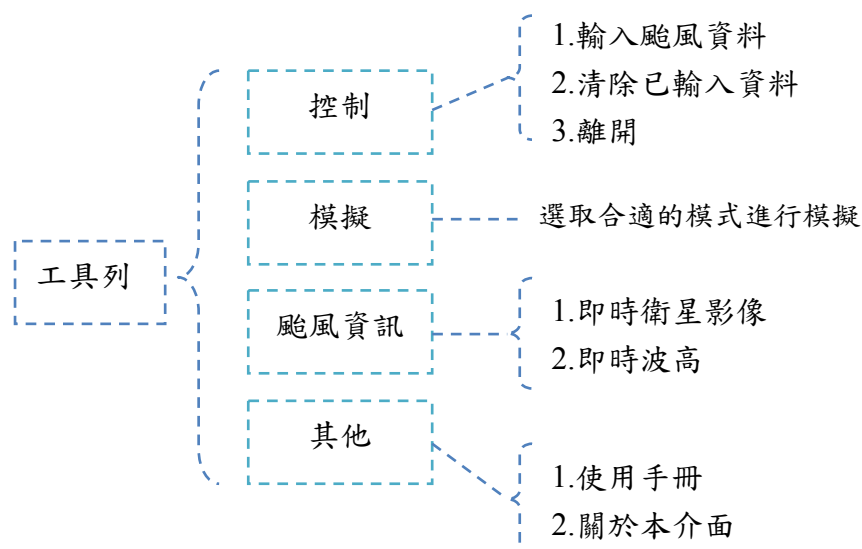 工具列
控制
1.輸入颱風資料
2.清除已輸入資料
3.離開
模擬
選取合適的模式進行模擬
颱風資訊
1.即時衛星影像
2.即時波高
其他
1.使用手冊
2.關於本介面